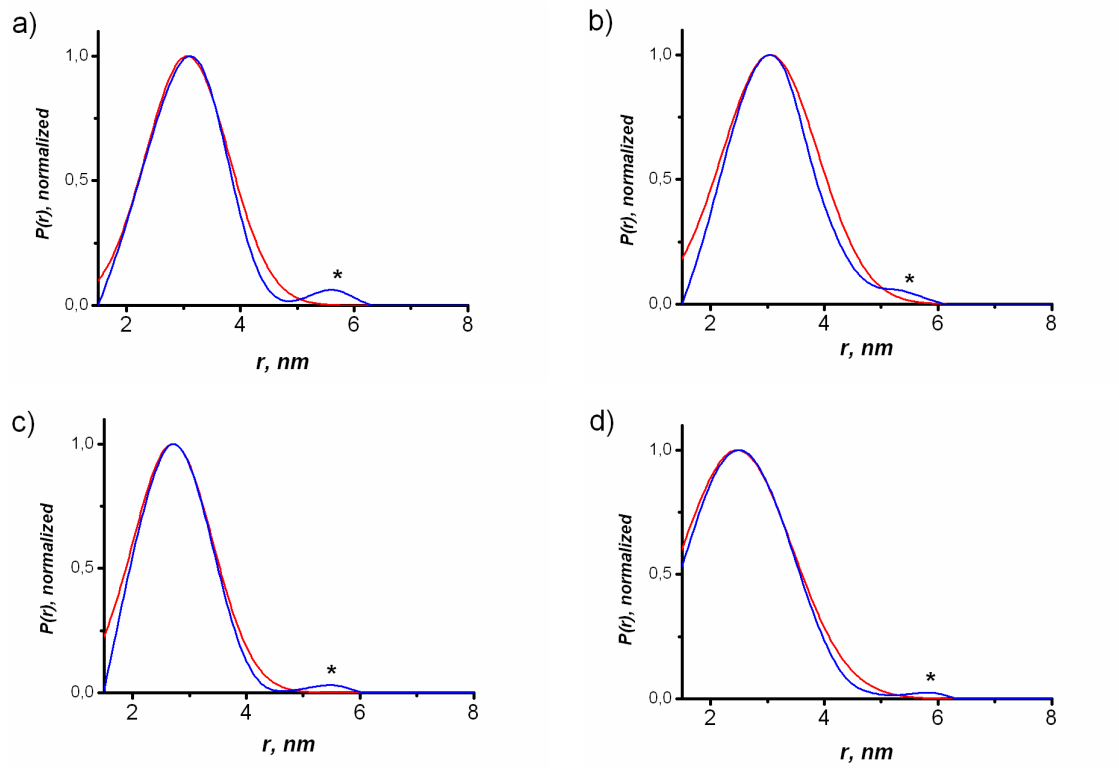 a)
1,0
0,5
0,0
P(r), normalized
*
2 4 6 8
r, nm
b)
1,0
0,5
0,0
P(r), normalized
*
2 4 6 8
r, nm
c)
1,0
0,5
0,0
P(r), normalized
*
2 4 6 8
r, nm
d)
1,0
0,5
0,0
P(r), normalized
*
2 4 6 8
r, nm